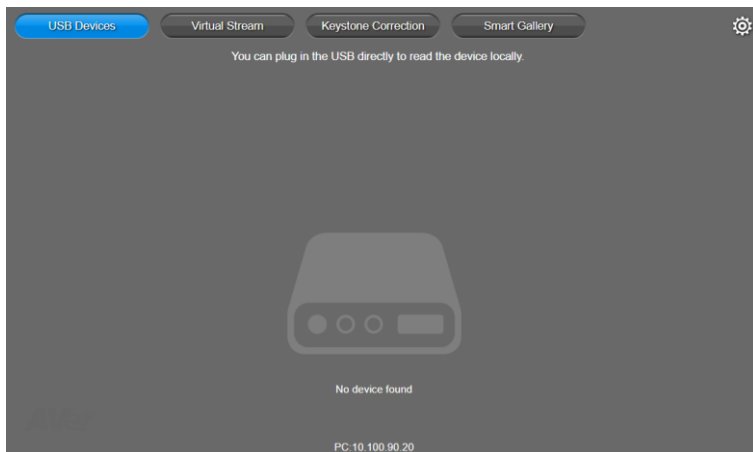 USB Devices
Virtual Stream
Keystone Correction
Smart Gallery
You can plug in the USB directly to read the device locally.
No device found
AVer
PC:10.100.90.20